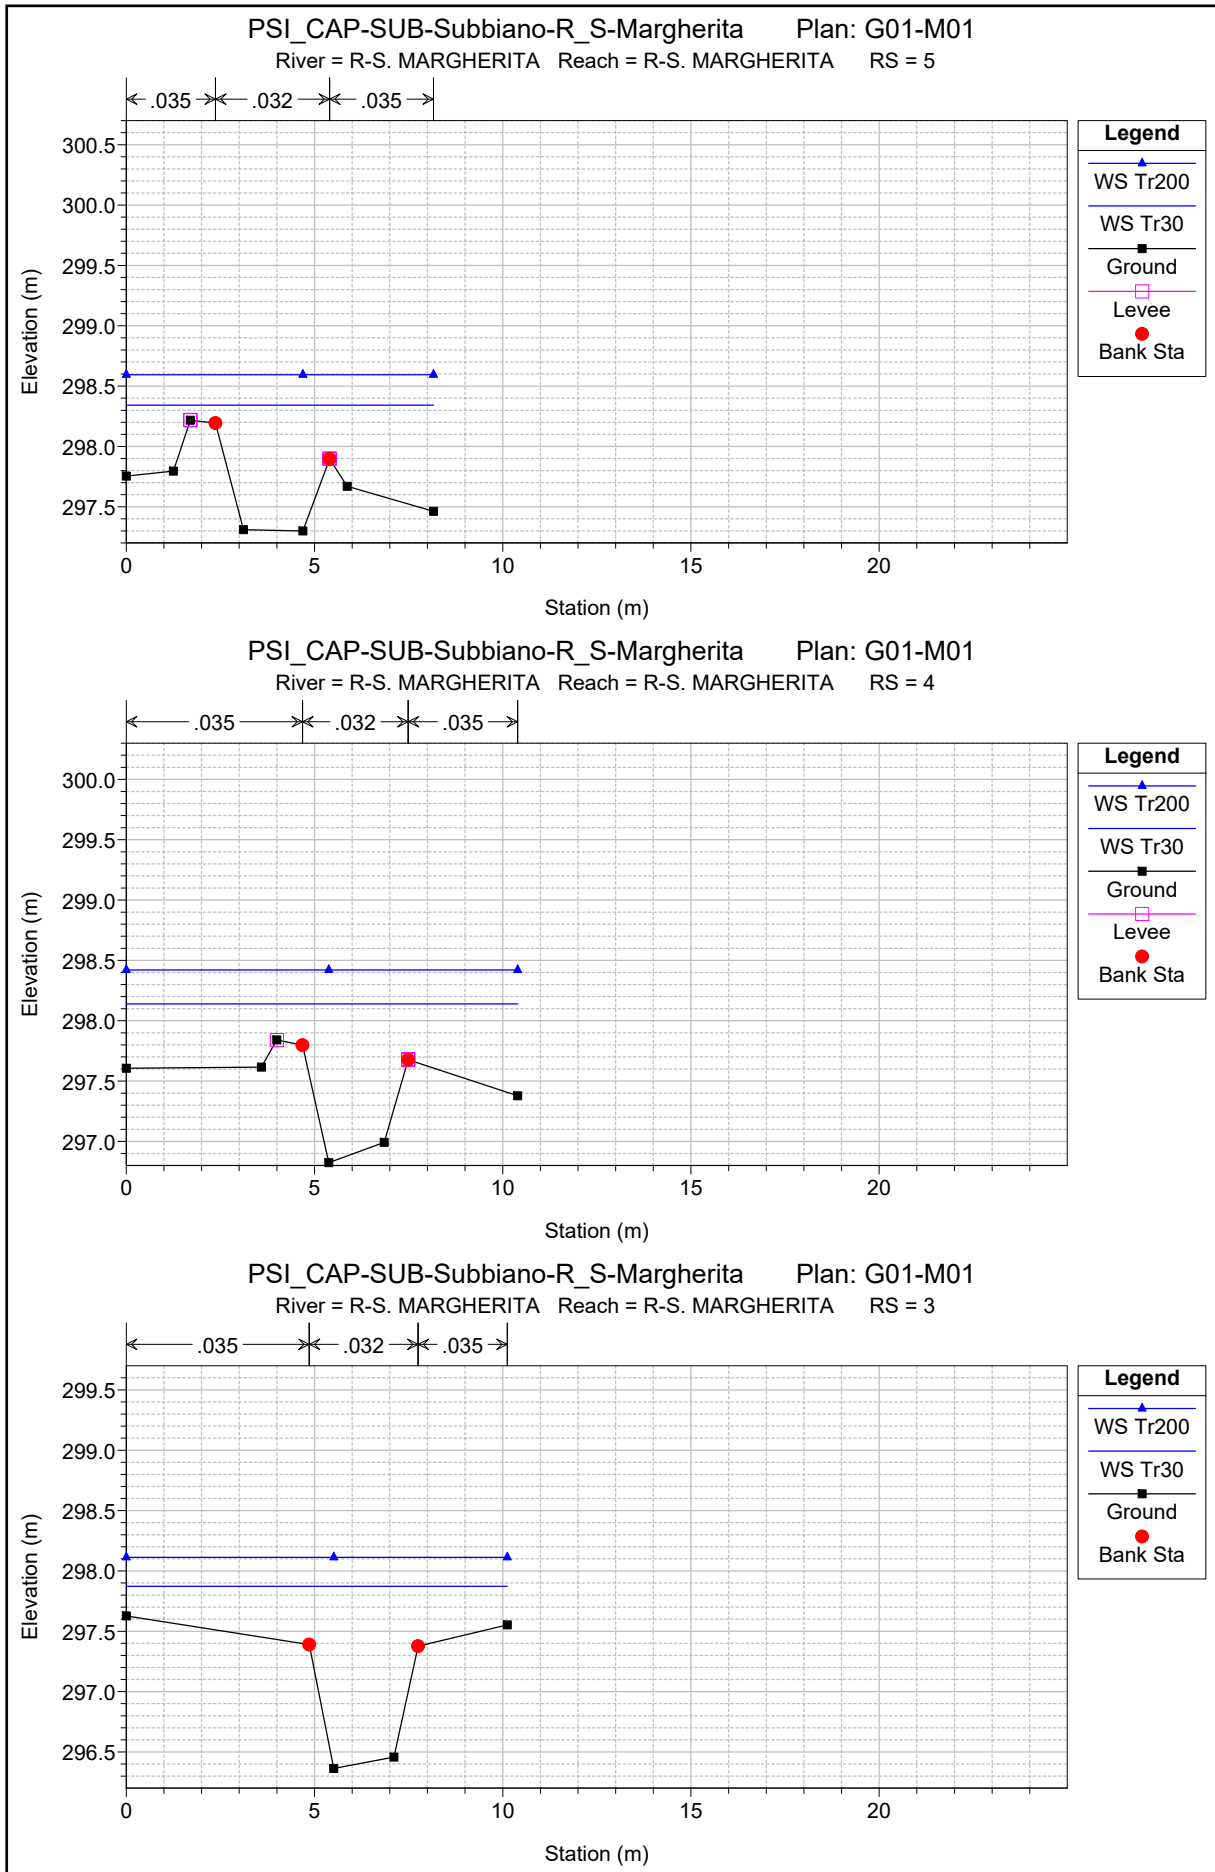 PSI_CAP-SUB-Subbiano-R_S-Margherita Plan: G01-M01
River = R-S. MARGHERITA Reach = R-S. MARGHERITA RS = 5
.035 .032 .035
Elevation (m)
300.5
300.0
299.5
299.0
298.5
298.0
297.5
0 5 10 15 20
Station (m)
Legend
WS Tr200
WS Tr30
Ground
Levee
Bank Sta
PSI_CAP-SUB-Subbiano-R_S-Margherita Plan: G01-M01
River = R-S. MARGHERITA Reach = R-S. MARGHERITA RS = 4
.035 .032 .035
Elevation (m)
300.0
299.5
299.0
298.5
298.0
297.5
297.0
0 5 10 15 20
Station (m)
Legend
WS Tr200
WS Tr30
Ground
Levee
Bank Sta
PSI_CAP-SUB-Subbiano-R_S-Margherita Plan: G01-M01
River = R-S. MARGHERITA Reach = R-S. MARGHERITA RS = 3
.035 .032 .035
Elevation (m)
299.5
299.0
298.5
298.0
297.5
297.0
296.5
0 5 10 15 20
Station (m)
Legend
WS Tr200
WS Tr30
Ground
Bank Sta